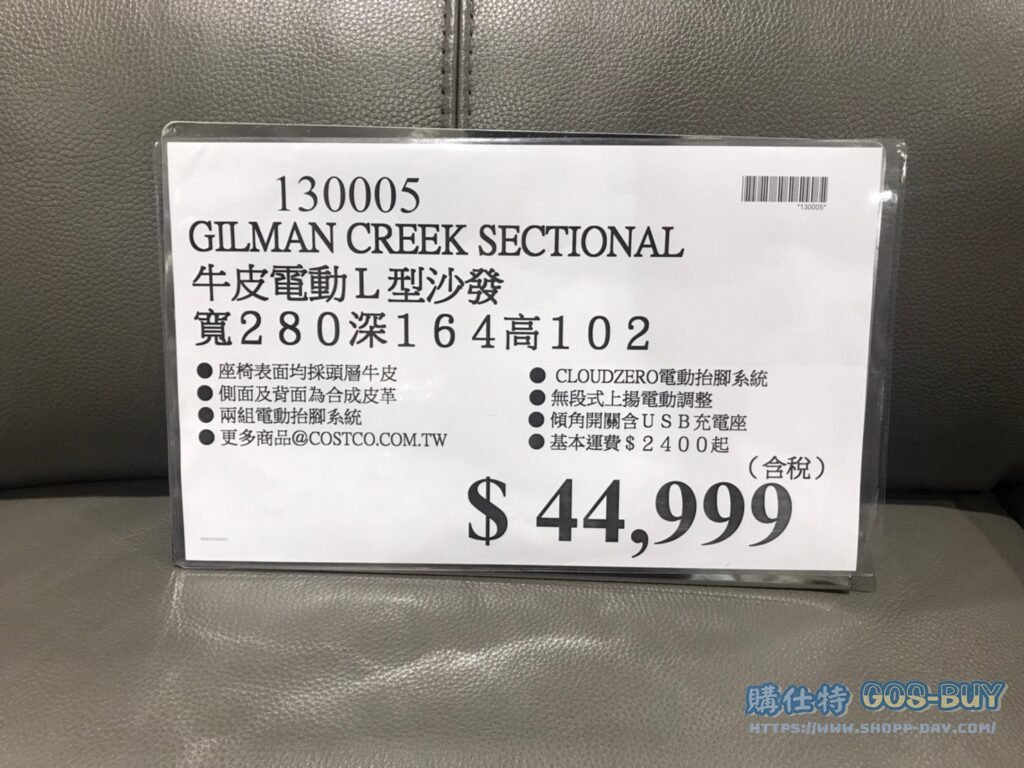 130005
*130005*
GILMAN CREEK SECTIONAL
牛皮電動L型沙發
寬280深164高102
●座椅表面均採頭層牛皮
●側面及背面為合成皮革
●兩組電動抬腳系統
●更多商品@COSTCO.COM.TW
●CLOUDZERO電動抬腳系統
●無段式上揚電動調整
●傾角開關含USB充電座
●基本運費$2400起
（含稅）
$ 44,999
購仕特 GOS-BUY
HTTPS://WWW.SHOPP-DAY.COM/